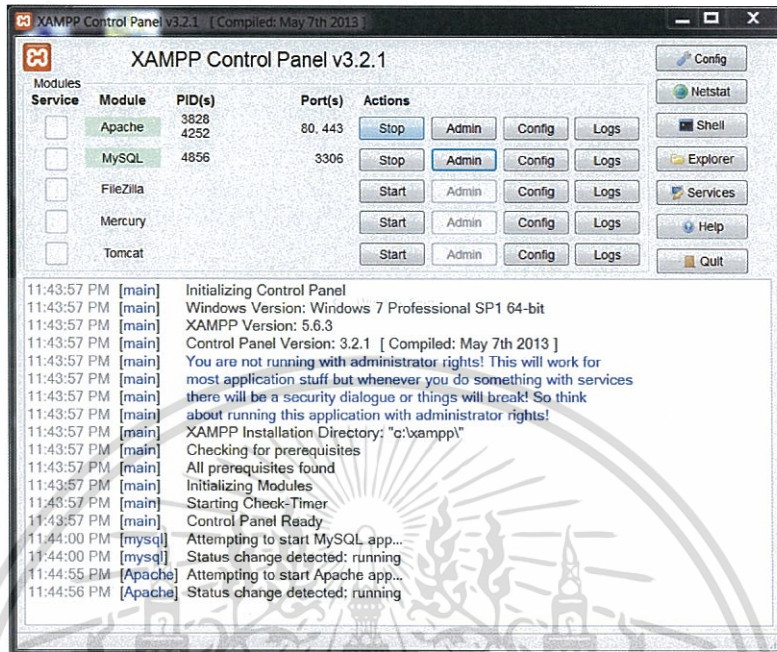 XAMPP Control Panel v3.2.1 [ Compiled: May 7th 2013 ]
XAMPP Control Panel v3.2.1
Config
Modules
Service Module PID(s) Port(s) Actions
Netstat
Apache 3828 4252 80, 443 Stop Admin Config Logs
Shell
MySQL 4856 3306 Stop Admin Config Logs
Explorer
FileZilla Start Admin Config Logs
Services
Mercury Start Admin Config Logs
Help
Tomcat Start Admin Config Logs
Quit
11:43:57 PM [main] Initializing Control Panel
11:43:57 PM [main] Windows Version: Windows 7 Professional SP1 64-bit
11:43:57 PM [main] XAMPP Version: 5.6.3
11:43:57 PM [main] Control Panel Version: 3.2.1 [ Compiled: May 7th 2013 ]
11:43:57 PM [main] You are not running with administrator rights! This will work for
11:43:57 PM [main] most application stuff but whenever you do something with services
11:43:57 PM [main] there will be a security dialogue or things will break! So think
11:43:57 PM [main] about running this application with administrator rights!
11:43:57 PM [main] XAMPP Installation Directory: "c:\xampp\"
11:43:57 PM [main] Checking for prerequisites
11:43:57 PM [main] All prerequisites found
11:43:57 PM [main] Initializing Modules
11:43:57 PM [main] Starting Check-Timer
11:43:57 PM [main] Control Panel Ready
11:44:00 PM [mysql] Attempting to start MySQL app...
11:44:00 PM [mysql] Status change detected: running
11:44:55 PM [Apache] Attempting to start Apache app...
11:44:56 PM [Apache] Status change detected: running